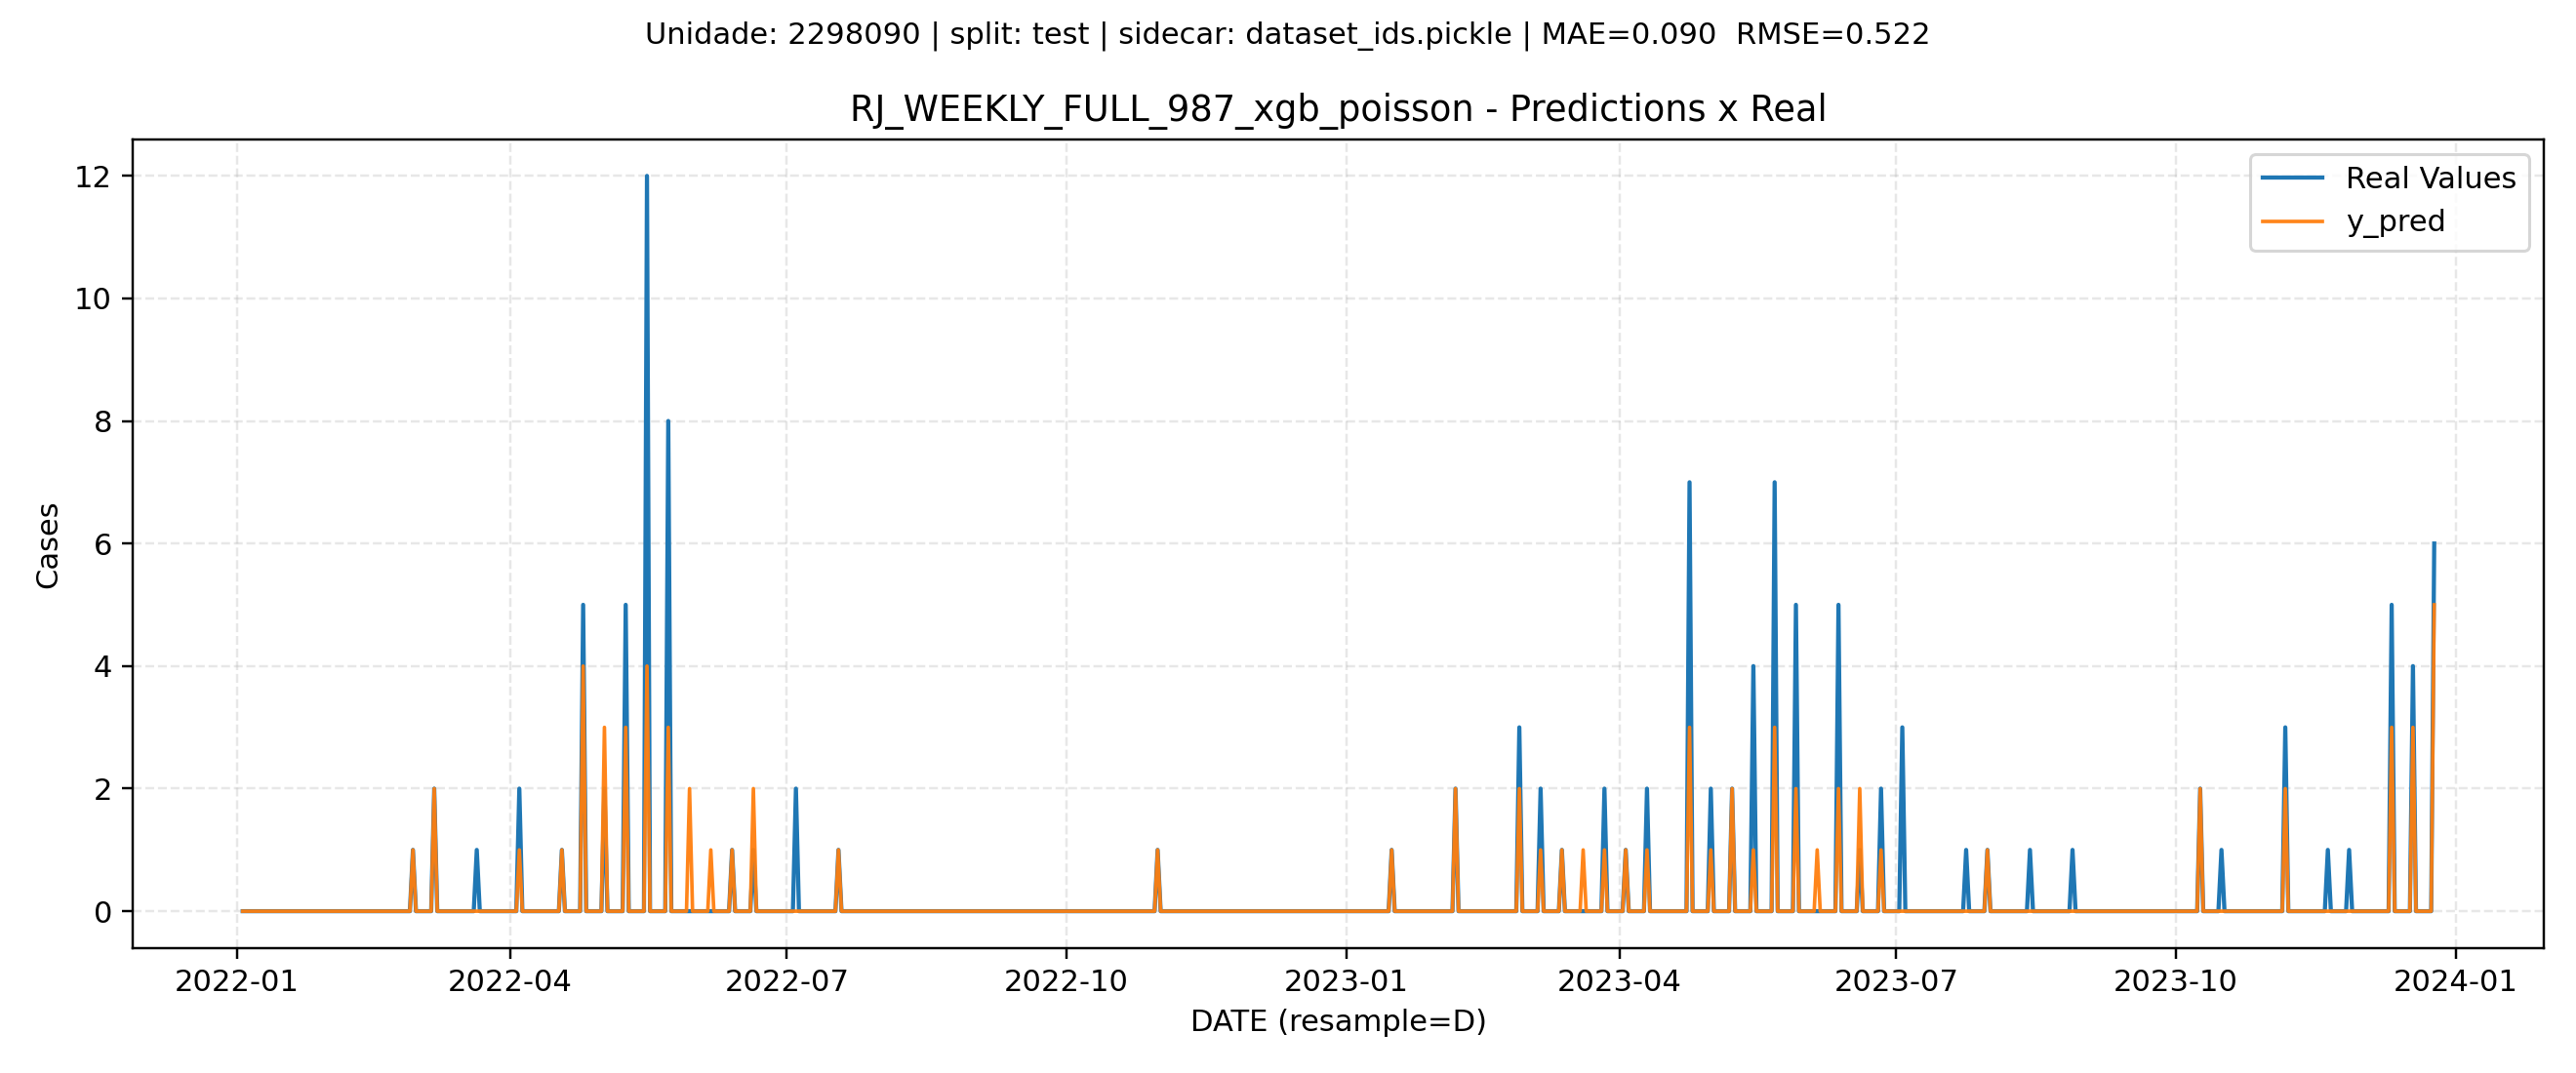 Unidade: 2298090 | split: test | sidecar: dataset_ids.pickle | MAE=0.090  RMSE=0.522
RJ_WEEKLY_FULL_987_xgb_poisson - Predictions x Real
Real Values
y_pred
Cases
12
10
8
6
4
2
0
2022-01
2022-04
2022-07
2022-10
2023-01
2023-04
2023-07
2023-10
2024-01
DATE (resample=D)